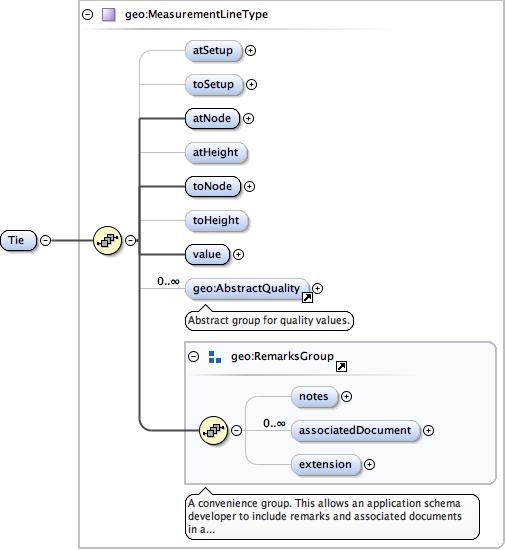 geo:MeasurementLineType
atSetup
toSetup
atNode
atHeight
toNode
toHeight
Tie
value
0..∞
geo:AbstractQuality
Abstract group for quality values.
geo:RemarksGroup
notes
0..∞
associatedDocument
extension
A convenience group. This allows an application schema
developer to include remarks and associated documents
in a...